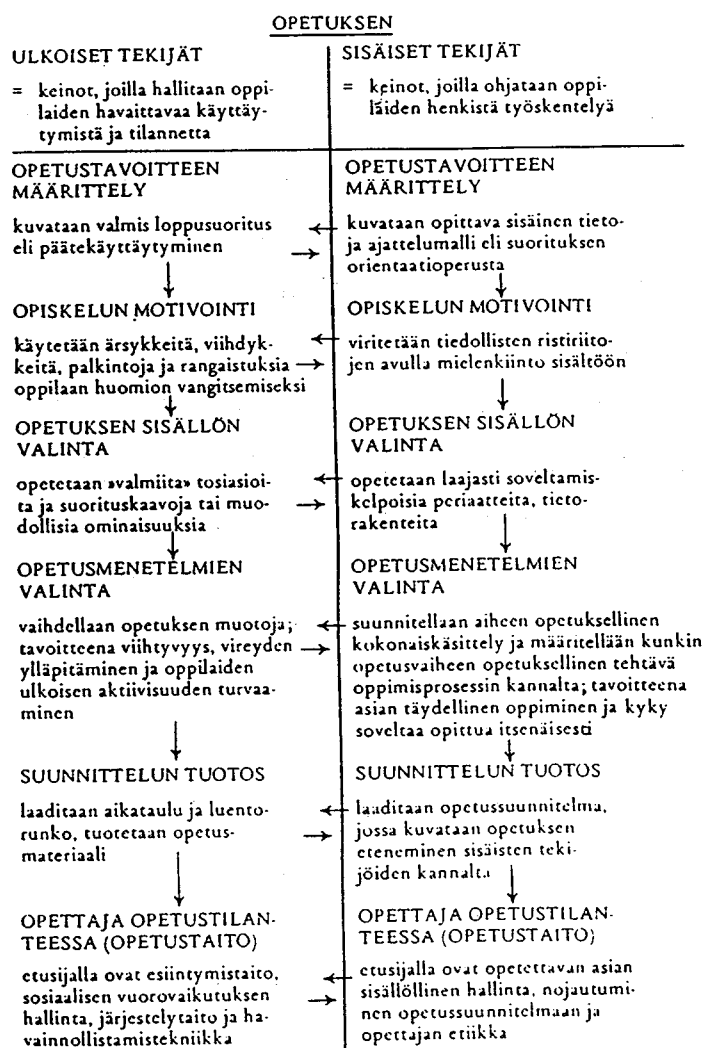 OPETUKSEN
ULKOISET TEKIJÄT
= keinot, joilla hallitaan oppi-
laiden havaittavaa käyttäy-
tymistä ja tilannetta
OPETUSTAVOITTEEN
MÄÄRITTELY
kuvataan valmis loppusuoritus
eli päätekäyttäytyminen
OPISKELUN MOTIVOINTI
käytetään ärsykkeitä, viihdyk-
keitä, palkintoja ja rangaistuksia
oppilaan huomion vangitsemiseksi
OPETUKSEN SISÄLLÖN
VALINTA
opetetaan »valmiita» tosiasioi-
ta ja suorituskaavoja tai muo-
dollisia ominaisuuksia
OPETUSMENETELMIEN
VALINTA
vaihdellaan opetuksen muotoja;
tavoitteena viihtyvyys, vireyden
ylläpitäminen ja oppilaiden
ulkoisen aktiivisuuden turvaa-
minen
SUUNNITTELUN TUOTOS
laaditaan aikataulu ja luento-
runko, tuotetaan opetus-
materiaali
OPETTAJA OPETUSTILAN-
TEESSA (OPETUSTAITO)
etusijalla ovat esiintymistaito,
sosiaalisen vuorovaikutuksen
hallinta, järjestelytaito ja ha-
vainnollistamistekniikka
SISÄISET TEKIJÄT
= keinot, joilla ohjataan oppi-
laiden henkistä työskentelyä
OPETUSTAVOITTEEN
MÄÄRITTELY
kuvataan opittava sisäinen tieto-
ja ajattelumalli eli suorituksen
orientaatioperusta
OPISKELUN MOTIVOINTI
viritetään tiedollisten ristiriito-
jen avulla mielenkiinto sisältöön
OPETUKSEN SISÄLLÖN
VALINTA
opetetaan laajasti soveltamis-
kelpoisia periaatteita, tieto-
rakenteita
OPETUSMENETELMIEN
VALINTA
suunnitellaan aiheen opetuksellinen
kokonaiskäsittely ja määritellään kunkin
opetusvaiheen opetuksellinen tehtävä
oppimisprosessin kannalta; tavoitteena
asian täydellinen oppiminen ja kyky
soveltaa opittua itsenäisesti
SUUNNITTELUN TUOTOS
laaditaan opetussuunnitelma,
jossa kuvataan opetuksen
eteneminen sisäisten teki-
jöiden kannalta
OPETTAJA OPETUSTILAN-
TEESSA (OPETUSTAITO)
etusijalla ovat opetettavan asian
sisällöllinen hallinta, nojautumi-
nen opetussuunnitelmaan ja
opettajan etiikka